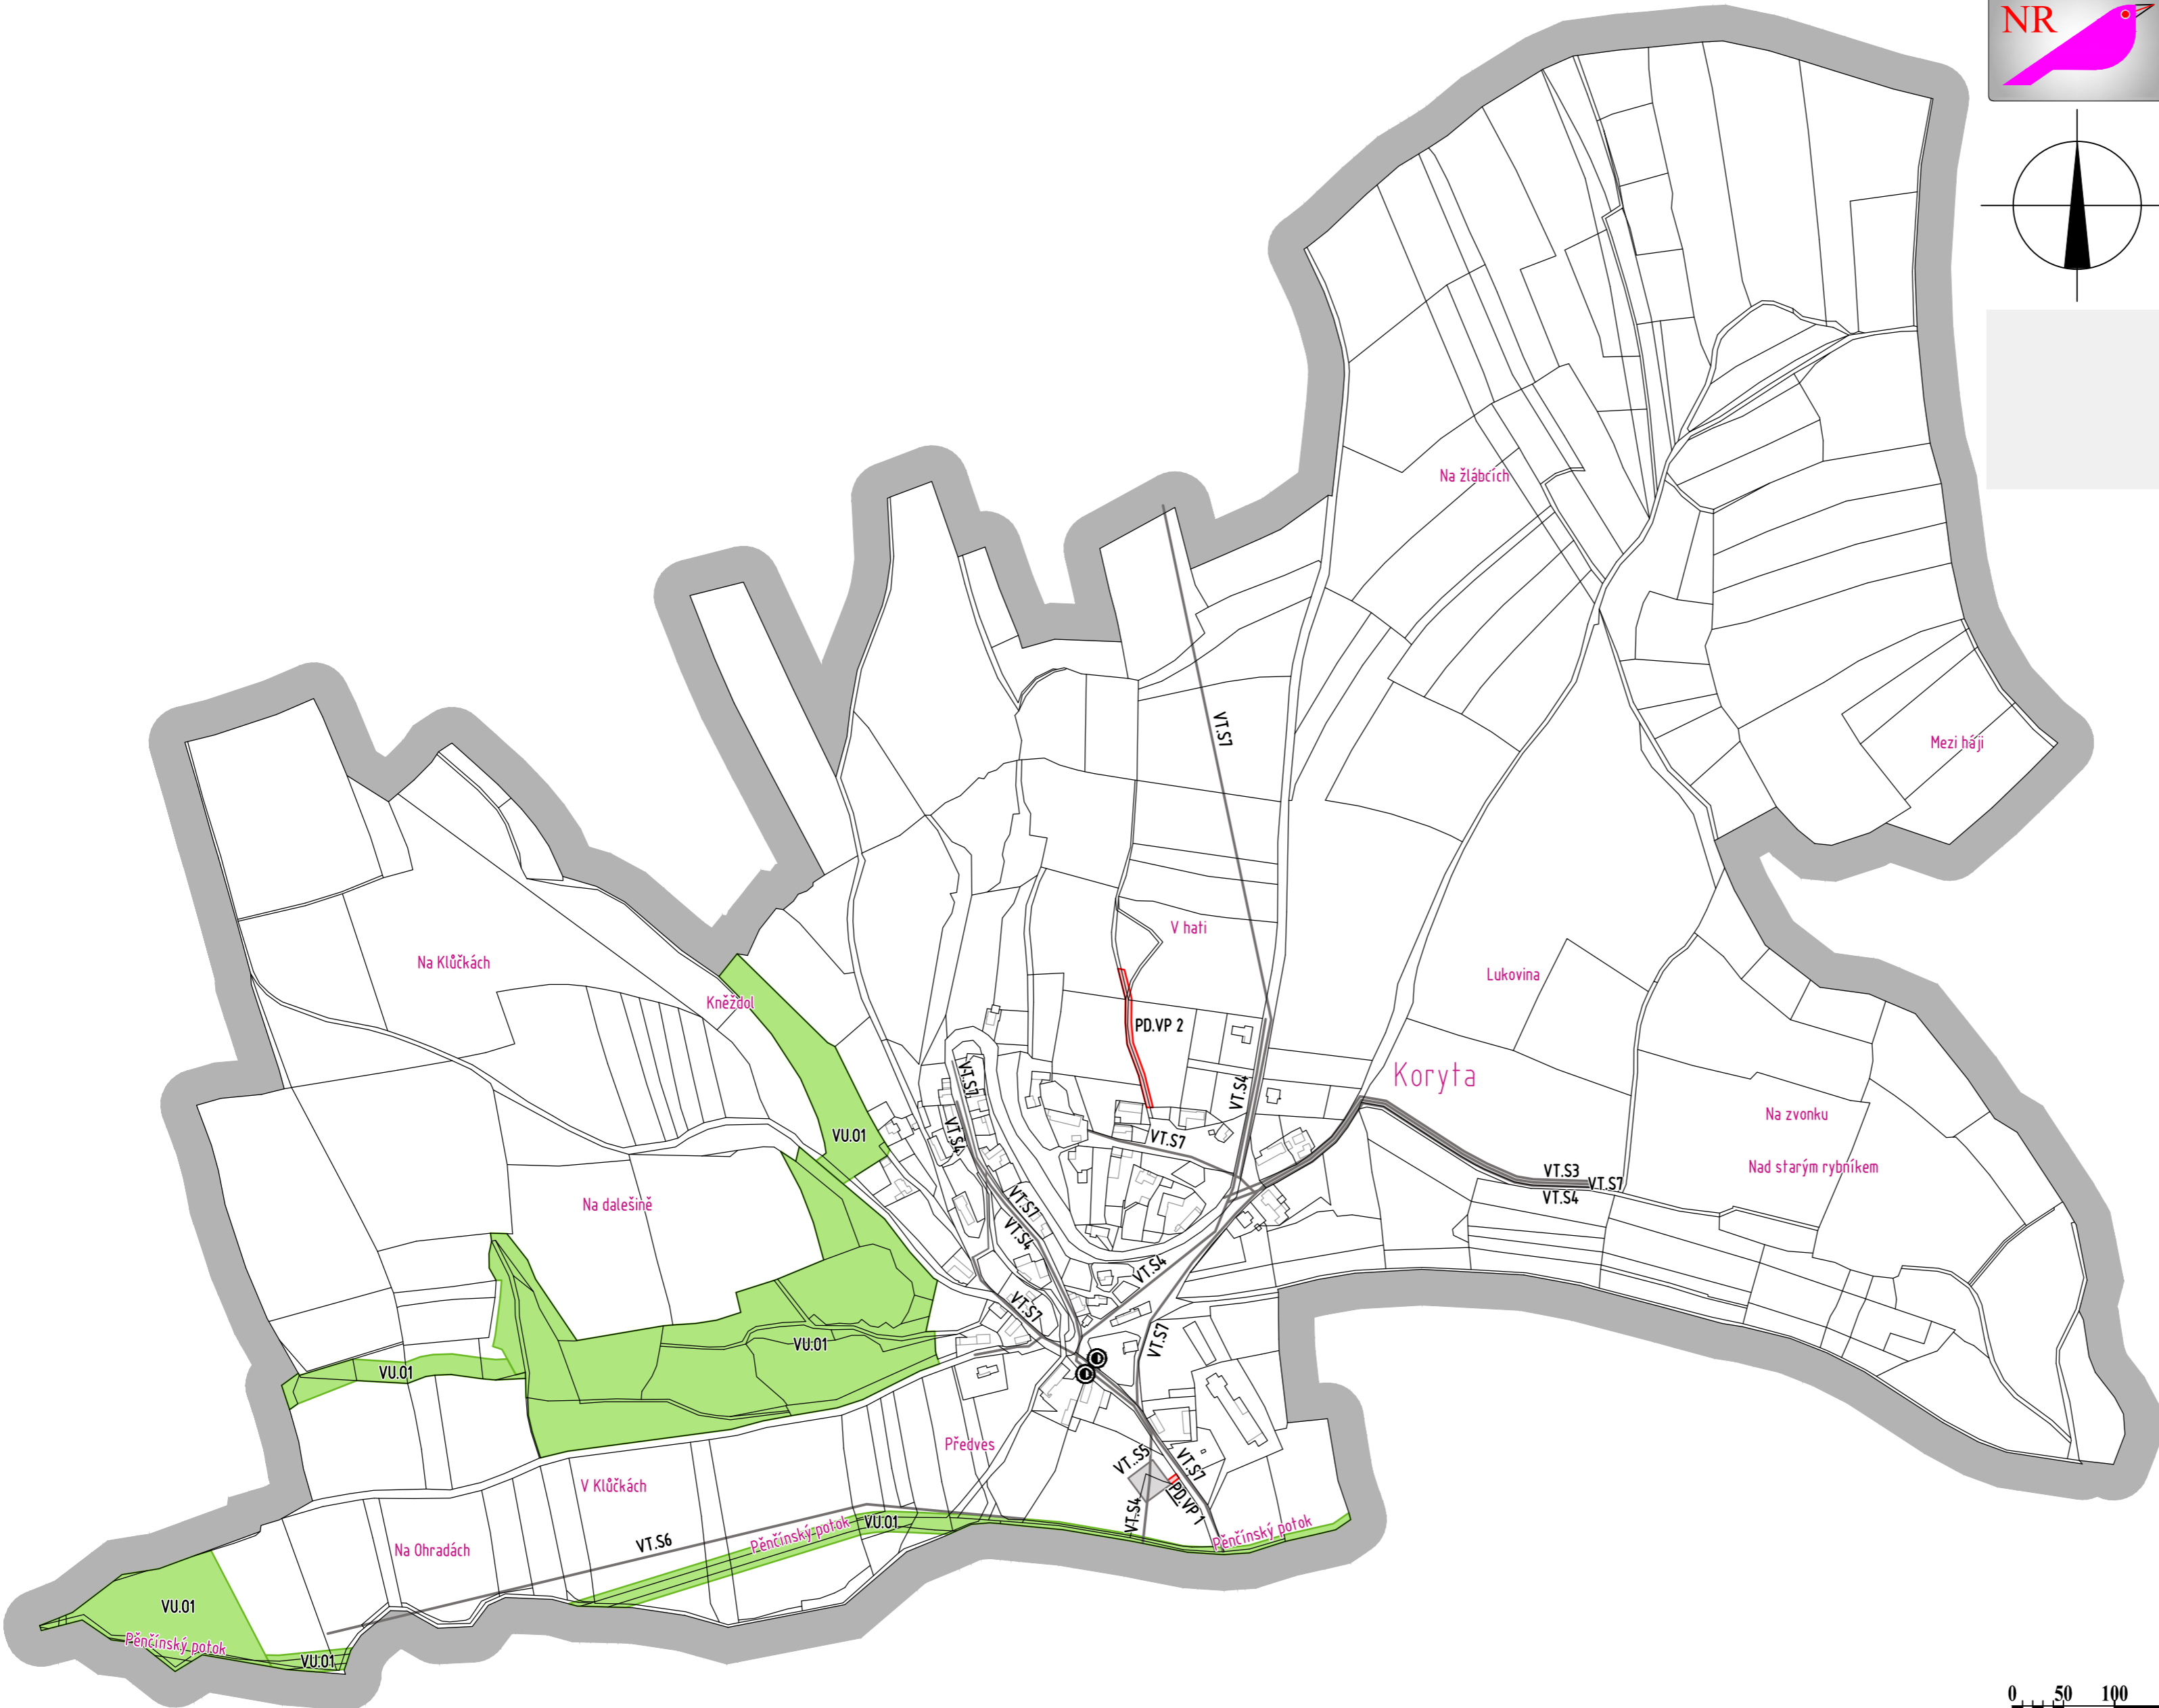 NR
Na žlábcích
VT.S7
Mezi háji
V hati
Na Klůčkách
Lukovina
Kněždol
PD.VP 2
Koryta
VT.S7
VT.S4
Na zvonku
VT.S4
VU.01
VT.S7
Nad starým rybníkem
VT.S3
VT.S7
VT.S4
Na dalešině
VT.S7
VT.S4
VT.S4
VT.S7
VT.S7
VU.01
VU.01
Předves
VT..S5
VT.S7
V Klůčkách
PD.VP 1
VT.S4
VU.01
Pěnčínský potok
Pěnčínský potok
VT.S6
Na Ohradách
VU.01
Pěnčínský potok
VU.01
0 50 100